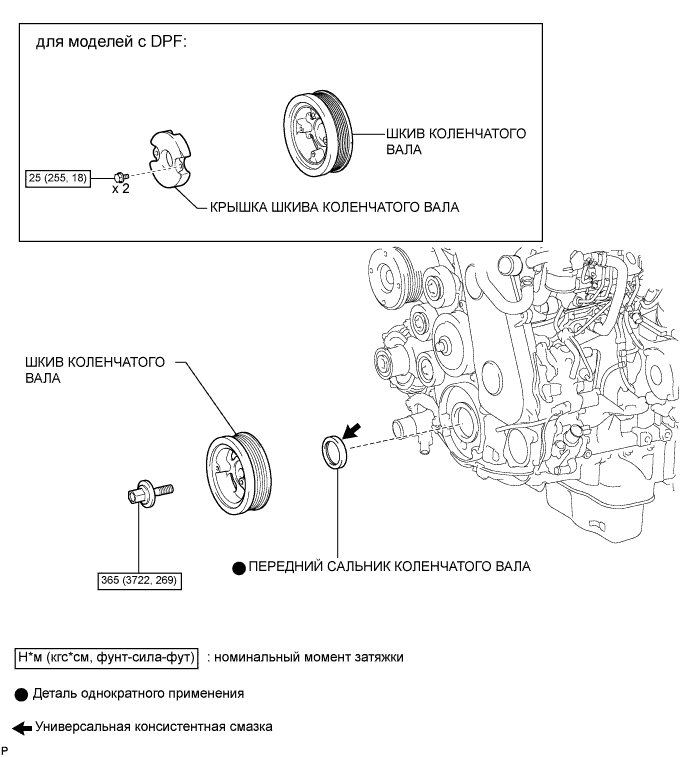 для моделей с DPF:
ШКИВ КОЛЕНЧАТОГО
ВАЛА
25 (255, 18)
x 2
КРЫШКА ШКИВА КОЛЕНЧАТОГО ВАЛА
ШКИВ КОЛЕНЧАТОГО
ВАЛА
365 (3722, 269)
ПЕРЕДНИЙ САЛЬНИК КОЛЕНЧАТОГО ВАЛА
Н*м (кгс*см, фунт-сила-фут) : номинальный момент затяжки
Деталь однократного применения
Универсальная консистентная смазка
P